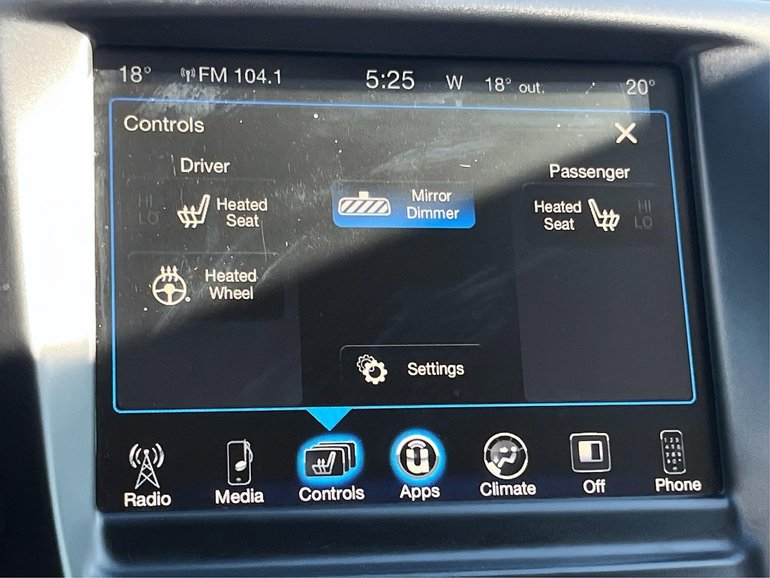 18° FM 104.1 5:25 W 18° out. 20°
Controls X
Driver
Passenger
HI
LO
Heated
Seat
Mirror
Dimmer
Heated
Seat
HI
LO
Heated
Wheel
Settings
Radio Media Controls Apps Climate Off Phone